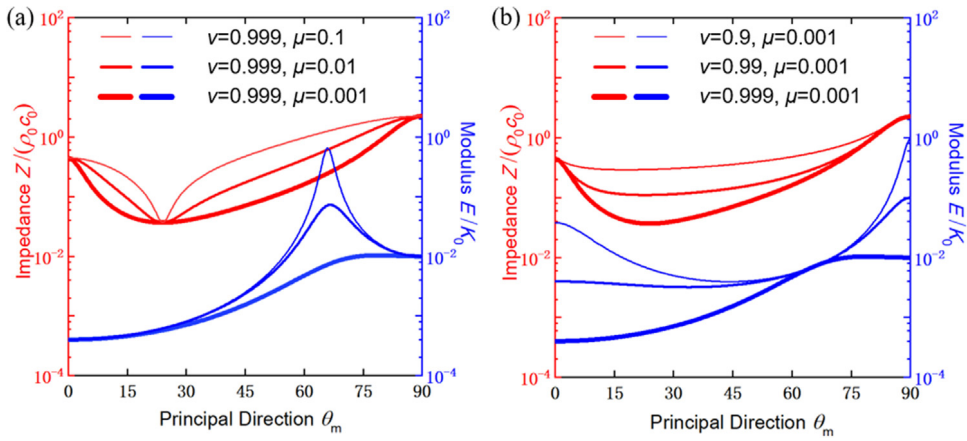 (a)
10²
10⁰
10⁻²
10⁻⁴
Impedance Z/(ρ₀c₀)
v=0.999, μ=0.1
v=0.999, μ=0.01
v=0.999, μ=0.001
10²
10⁰
10⁻²
10⁻⁴
Modulus E/K₀
0 15 30 45 60 75 90
Principal Direction θₘ
(b)
10²
10⁰
10⁻²
10⁻⁴
Impedance Z/(ρ₀c₀)
v=0.9, μ=0.001
v=0.99, μ=0.001
v=0.999, μ=0.001
10²
10⁰
10⁻²
10⁻⁴
Modulus E/K₀
0 15 30 45 60 75 90
Principal Direction θₘ